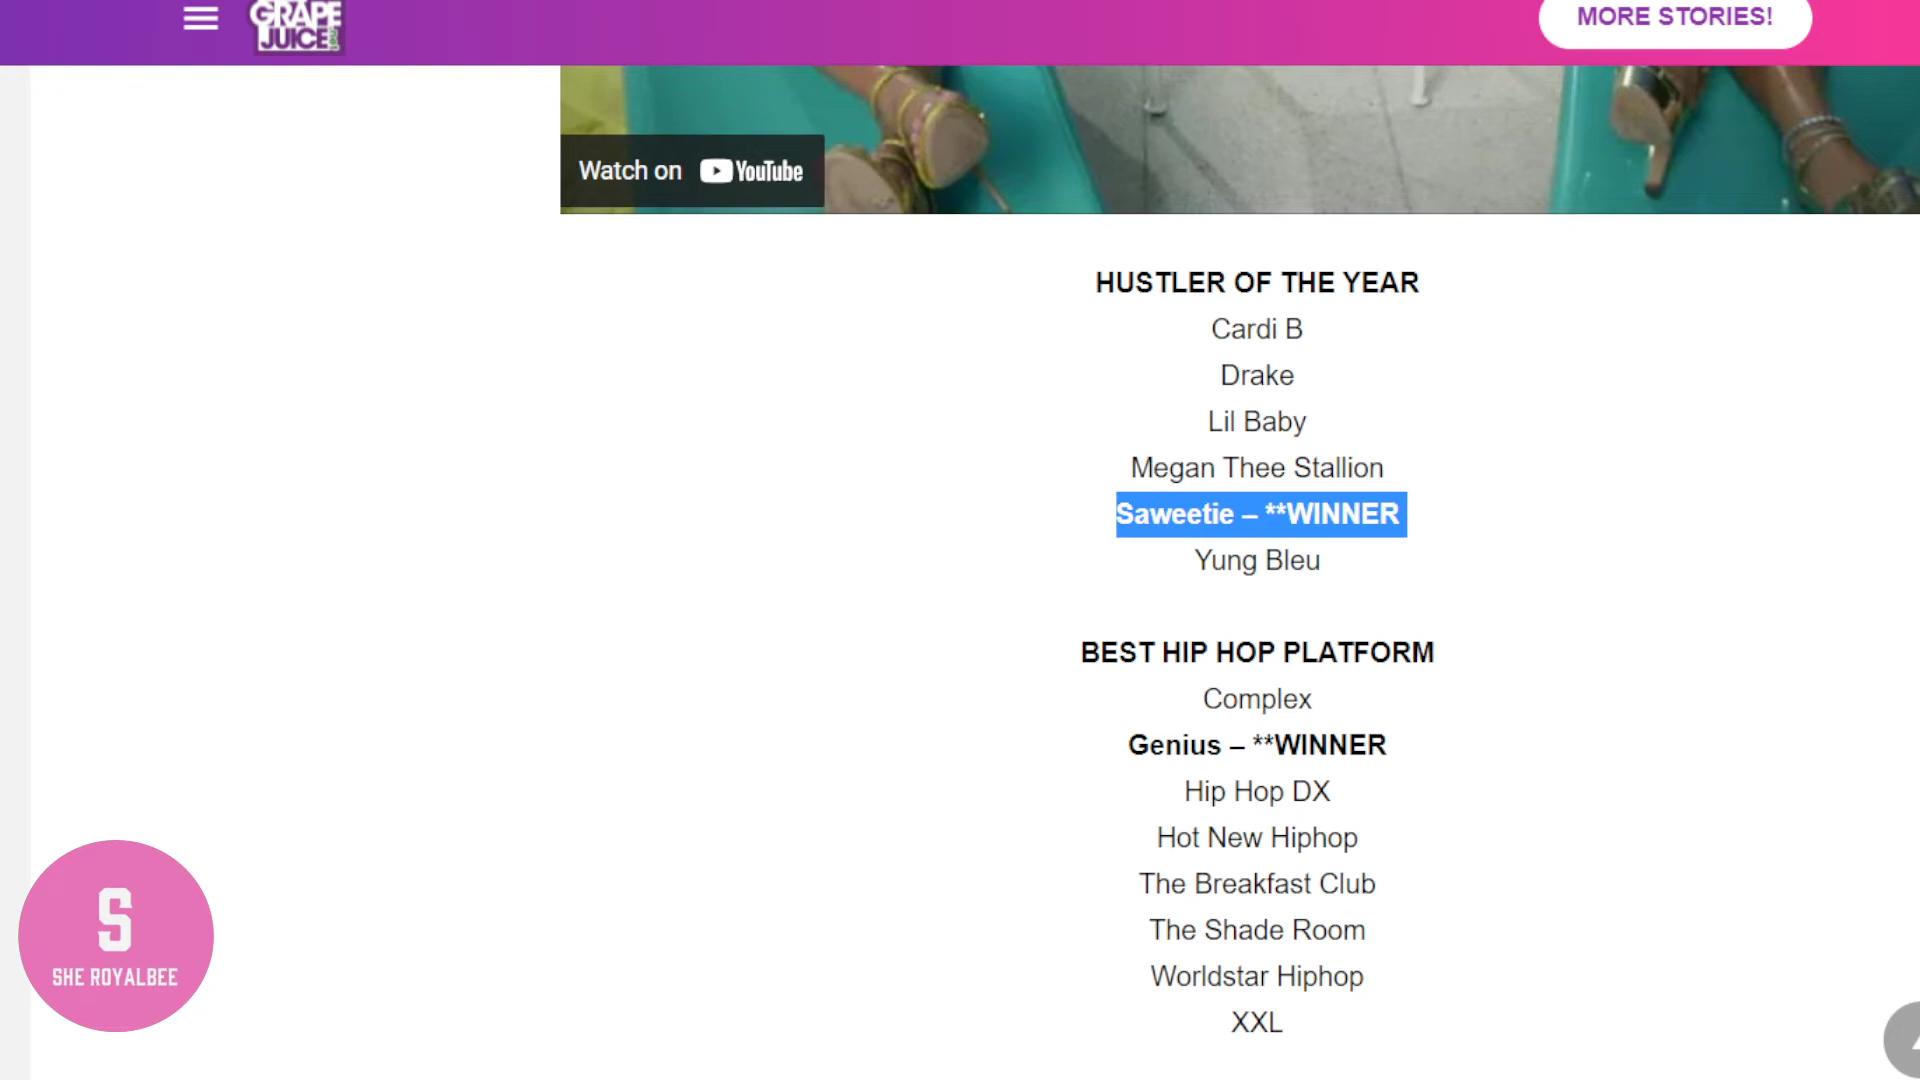 GRAPE
JUICE.net
MORE STORIES!
Watch on YouTube
HUSTLER OF THE YEAR
Cardi B
Drake
Lil Baby
Megan Thee Stallion
Saweetie – **WINNER
Yung Bleu
BEST HIP HOP PLATFORM
Complex
Genius – **WINNER
Hip Hop DX
Hot New Hiphop
The Breakfast Club
The Shade Room
Worldstar Hiphop
XXL
S
SHE ROYALBEE